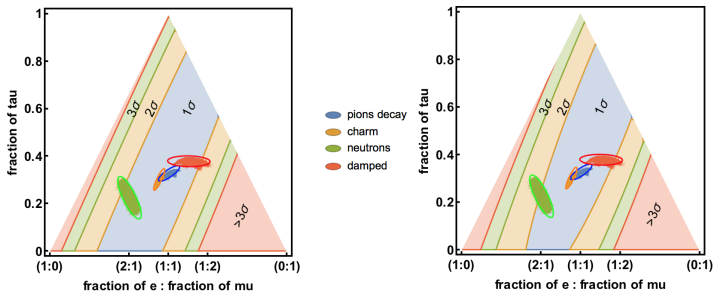 1
0.8
0.6
0.4
0.2
0
fraction of tau
3σ
2σ
1σ
>3σ
(1:0)
(2:1)
(1:1)
(1:2)
(0:1)
fraction of e : fraction of mu
pions decay
charm
neutrons
damped
1
0.8
0.6
0.4
0.2
0
fraction of tau
3σ
2σ
1σ
>3σ
(1:0)
(2:1)
(1:1)
(1:2)
(0:1)
fraction of e : fraction of mu